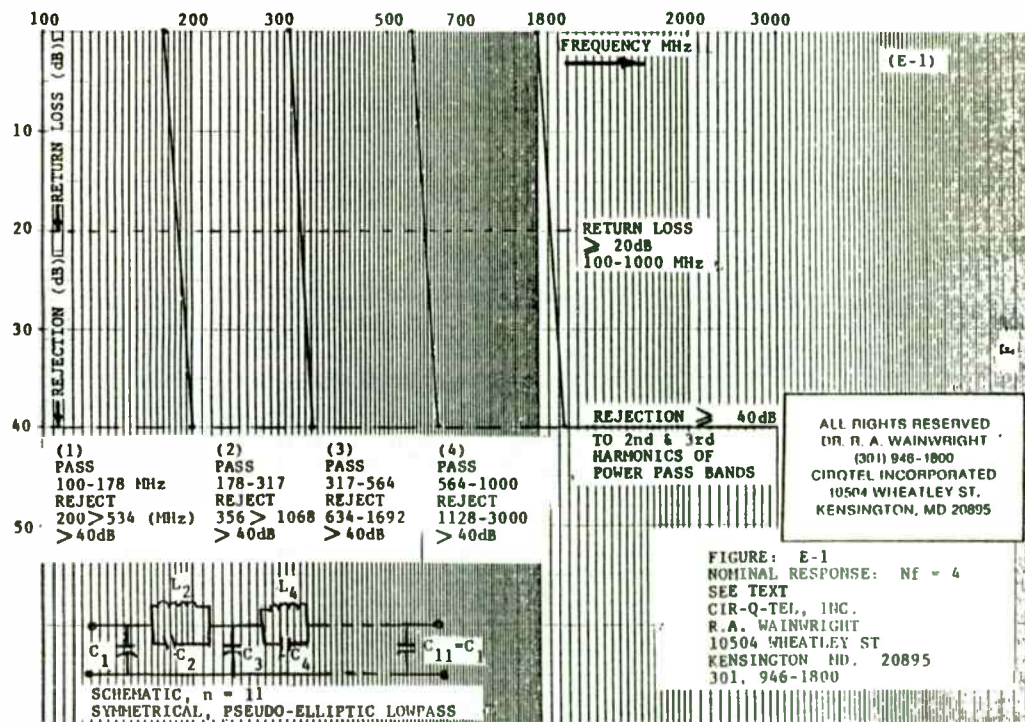 100 200 300 500 700 1800 2000 3000
FREQUENCY MHz
(E-1)
RETURN LOSS (dB)
REJECTION (dB)
10
20
30
40
50
RETURN LOSS
≥ 20dB
100-1000 MHz
REJECTION ≥ 40dB
TO 2nd & 3rd
HARMONICS OF
POWER PASS BANDS
(1)
PASS
100-178 MHz
REJECT
200>534 (MHz)
>40dB
(2)
PASS
178-317
REJECT
356>1068
>40dB
(3)
PASS
317-564
REJECT
634-1692
>40dB
(4)
PASS
564-1000
REJECT
1128-3000
>40dB
ALL RIGHTS RESERVED
DR. R. A. WAINWRIGHT
(301) 946-1800
CIRQTEL INCORPORATED
10504 WHEATLEY ST.
KENSINGTON, MD 20895
FIGURE: E-1
NOMINAL RESPONSE: Nf = 4
SEE TEXT
CIR-Q-TEL, INC.
R.A. WAINWRIGHT
10504 WHEATLEY ST
KENSINGTON MD. 20895
301, 946-1800
L2 L4
C1 C2 C3 C4 C11=C1
SCHEMATIC, n = 11
SYMMETRICAL, PSEUDO-ELLIPTIC LOWPASS